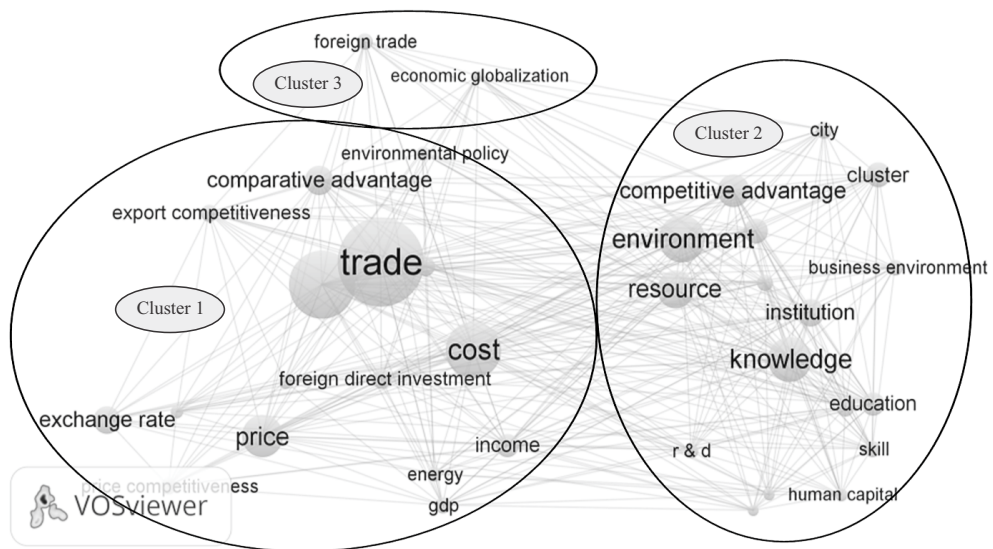 foreign trade
Cluster 3
economic globalization
city
Cluster 2
environmental policy
cluster
comparative advantage
competitive advantage
export competitiveness
environment
trade
business environment
resource
Cluster 1
institution
cost
knowledge
foreign direct investment
education
exchange rate
price
income
r & d
skill
energy
price competitiveness
human capital
VOSviewer
gdp